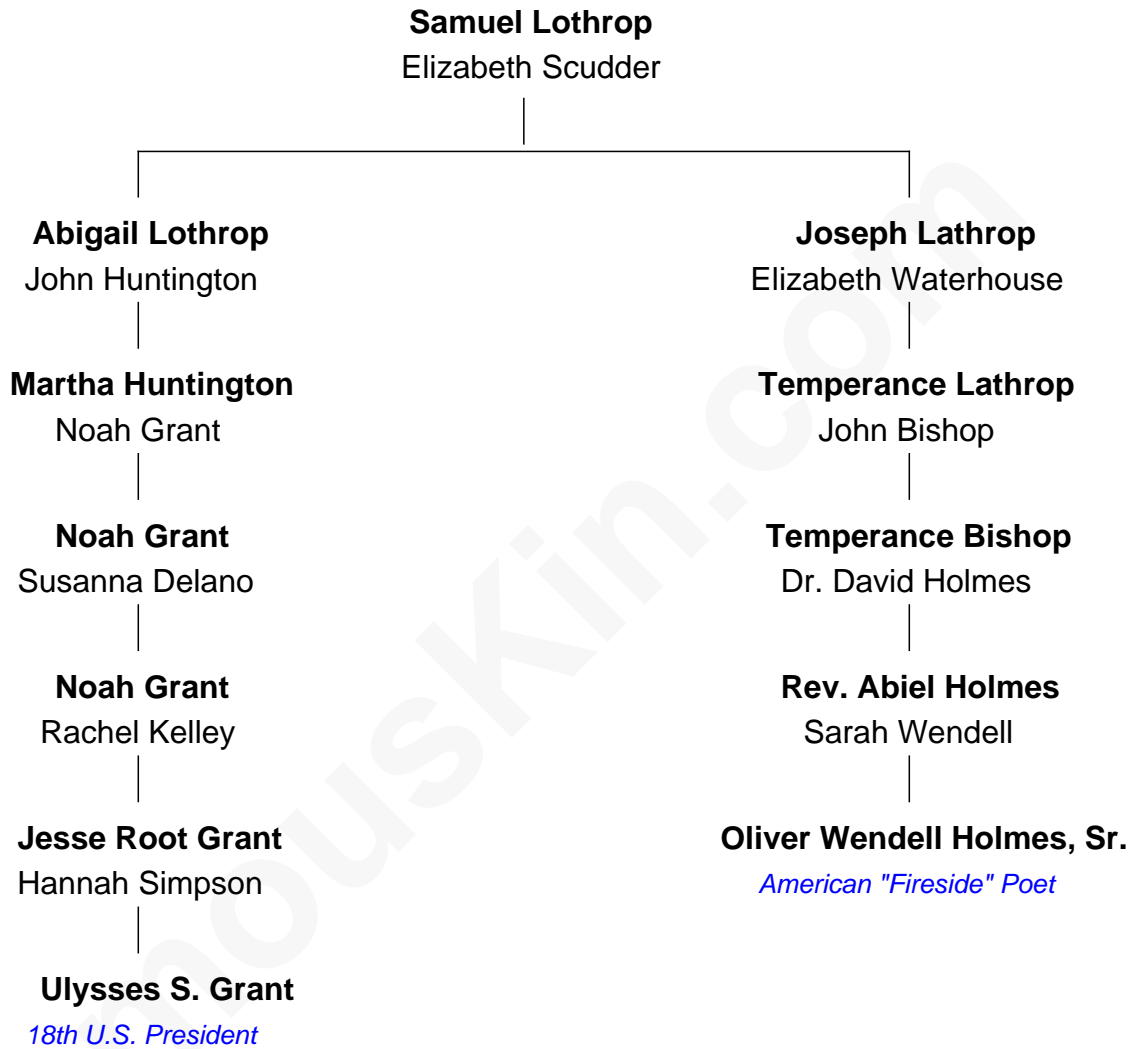 Samuel Lothrop
Elizabeth Scudder
Abigail Lothrop
John Huntington
Joseph Lathrop
Elizabeth Waterhouse
Martha Huntington
Noah Grant
Temperance Lathrop
John Bishop
Noah Grant
Susanna Delano
Temperance Bishop
Dr. David Holmes
Noah Grant
Rachel Kelley
Rev. Abiel Holmes
Sarah Wendell
Jesse Root Grant
Hannah Simpson
Oliver Wendell Holmes, Sr.
American "Fireside" Poet
Ulysses S. Grant
18th U.S. President
mousKin.com